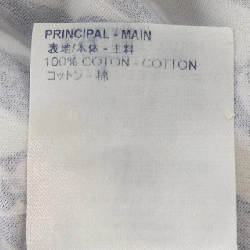 PRINCIPAL - MAIN
表地/本体 - 主料
100% COTON - COTTON
コットン - 棉